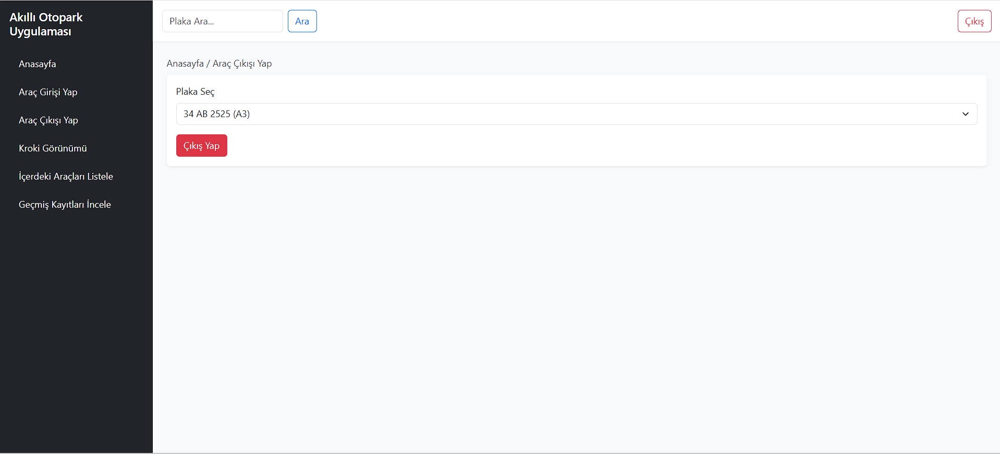 Akıllı Otopark
Uygulaması
Anasayfa
Araç Girişi Yap
Araç Çıkışı Yap
Kroki Görünümü
İçerdeki Araçları Listele
Geçmiş Kayıtları İncele
Plaka Ara...
Ara
Çıkış
Anasayfa / Araç Çıkışı Yap
Plaka Seç
34 AB 2525 (A3)
Çıkış Yap